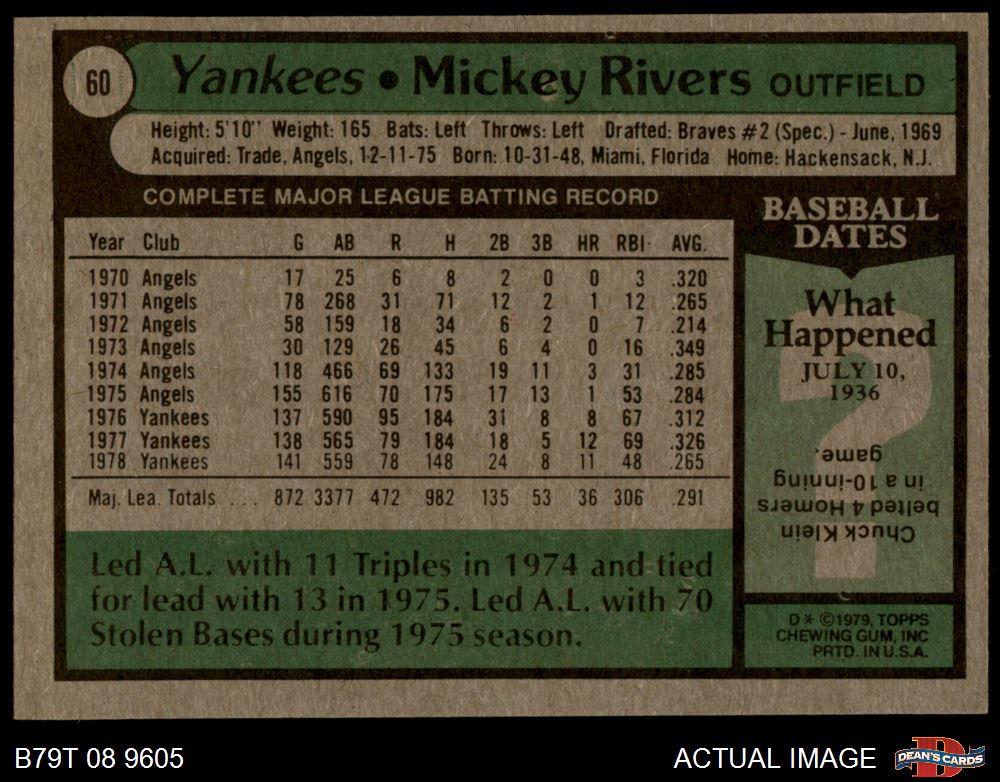 60
Yankees • Mickey Rivers OUTFIELD
Height: 5'10" Weight: 165 Bats: Left Throws: Left Drafted: Braves #2 (Spec.) - June, 1969
Acquired: Trade, Angels, 12-11-75 Born: 10-31-48, Miami, Florida Home: Hackensack, N.J.
COMPLETE MAJOR LEAGUE BATTING RECORD
Year Club G AB R H 2B 3B HR RBI AVG.
1970 Angels 17 25 6 8 2 0 0 3 .320
1971 Angels 78 268 31 71 12 2 1 12 .265
1972 Angels 58 159 18 34 6 2 0 7 .214
1973 Angels 30 129 26 45 6 4 0 16 .349
1974 Angels 118 466 69 133 19 11 3 31 .285
1975 Angels 155 616 70 175 17 13 1 53 .284
1976 Yankees 137 590 95 184 31 8 8 67 .312
1977 Yankees 138 565 79 184 18 5 12 69 .326
1978 Yankees 141 559 78 148 24 8 11 48 .265
Maj. Lea. Totals . . . 872 3377 472 982 135 53 36 306 .291
Led A.L. with 11 Triples in 1974 and tied
for lead with 13 in 1975. Led A.L. with 70
Stolen Bases during 1975 season.
BASEBALL
DATES
What
Happened
JULY 10,
1936
Chuck Klein
belted 4 Homers
in a 10-inning
game.
D* ©1979, TOPPS
CHEWING GUM, INC
PRTD. IN U.S.A.
B79T 08 9605
ACTUAL IMAGE
D
DEAN'S CARDS